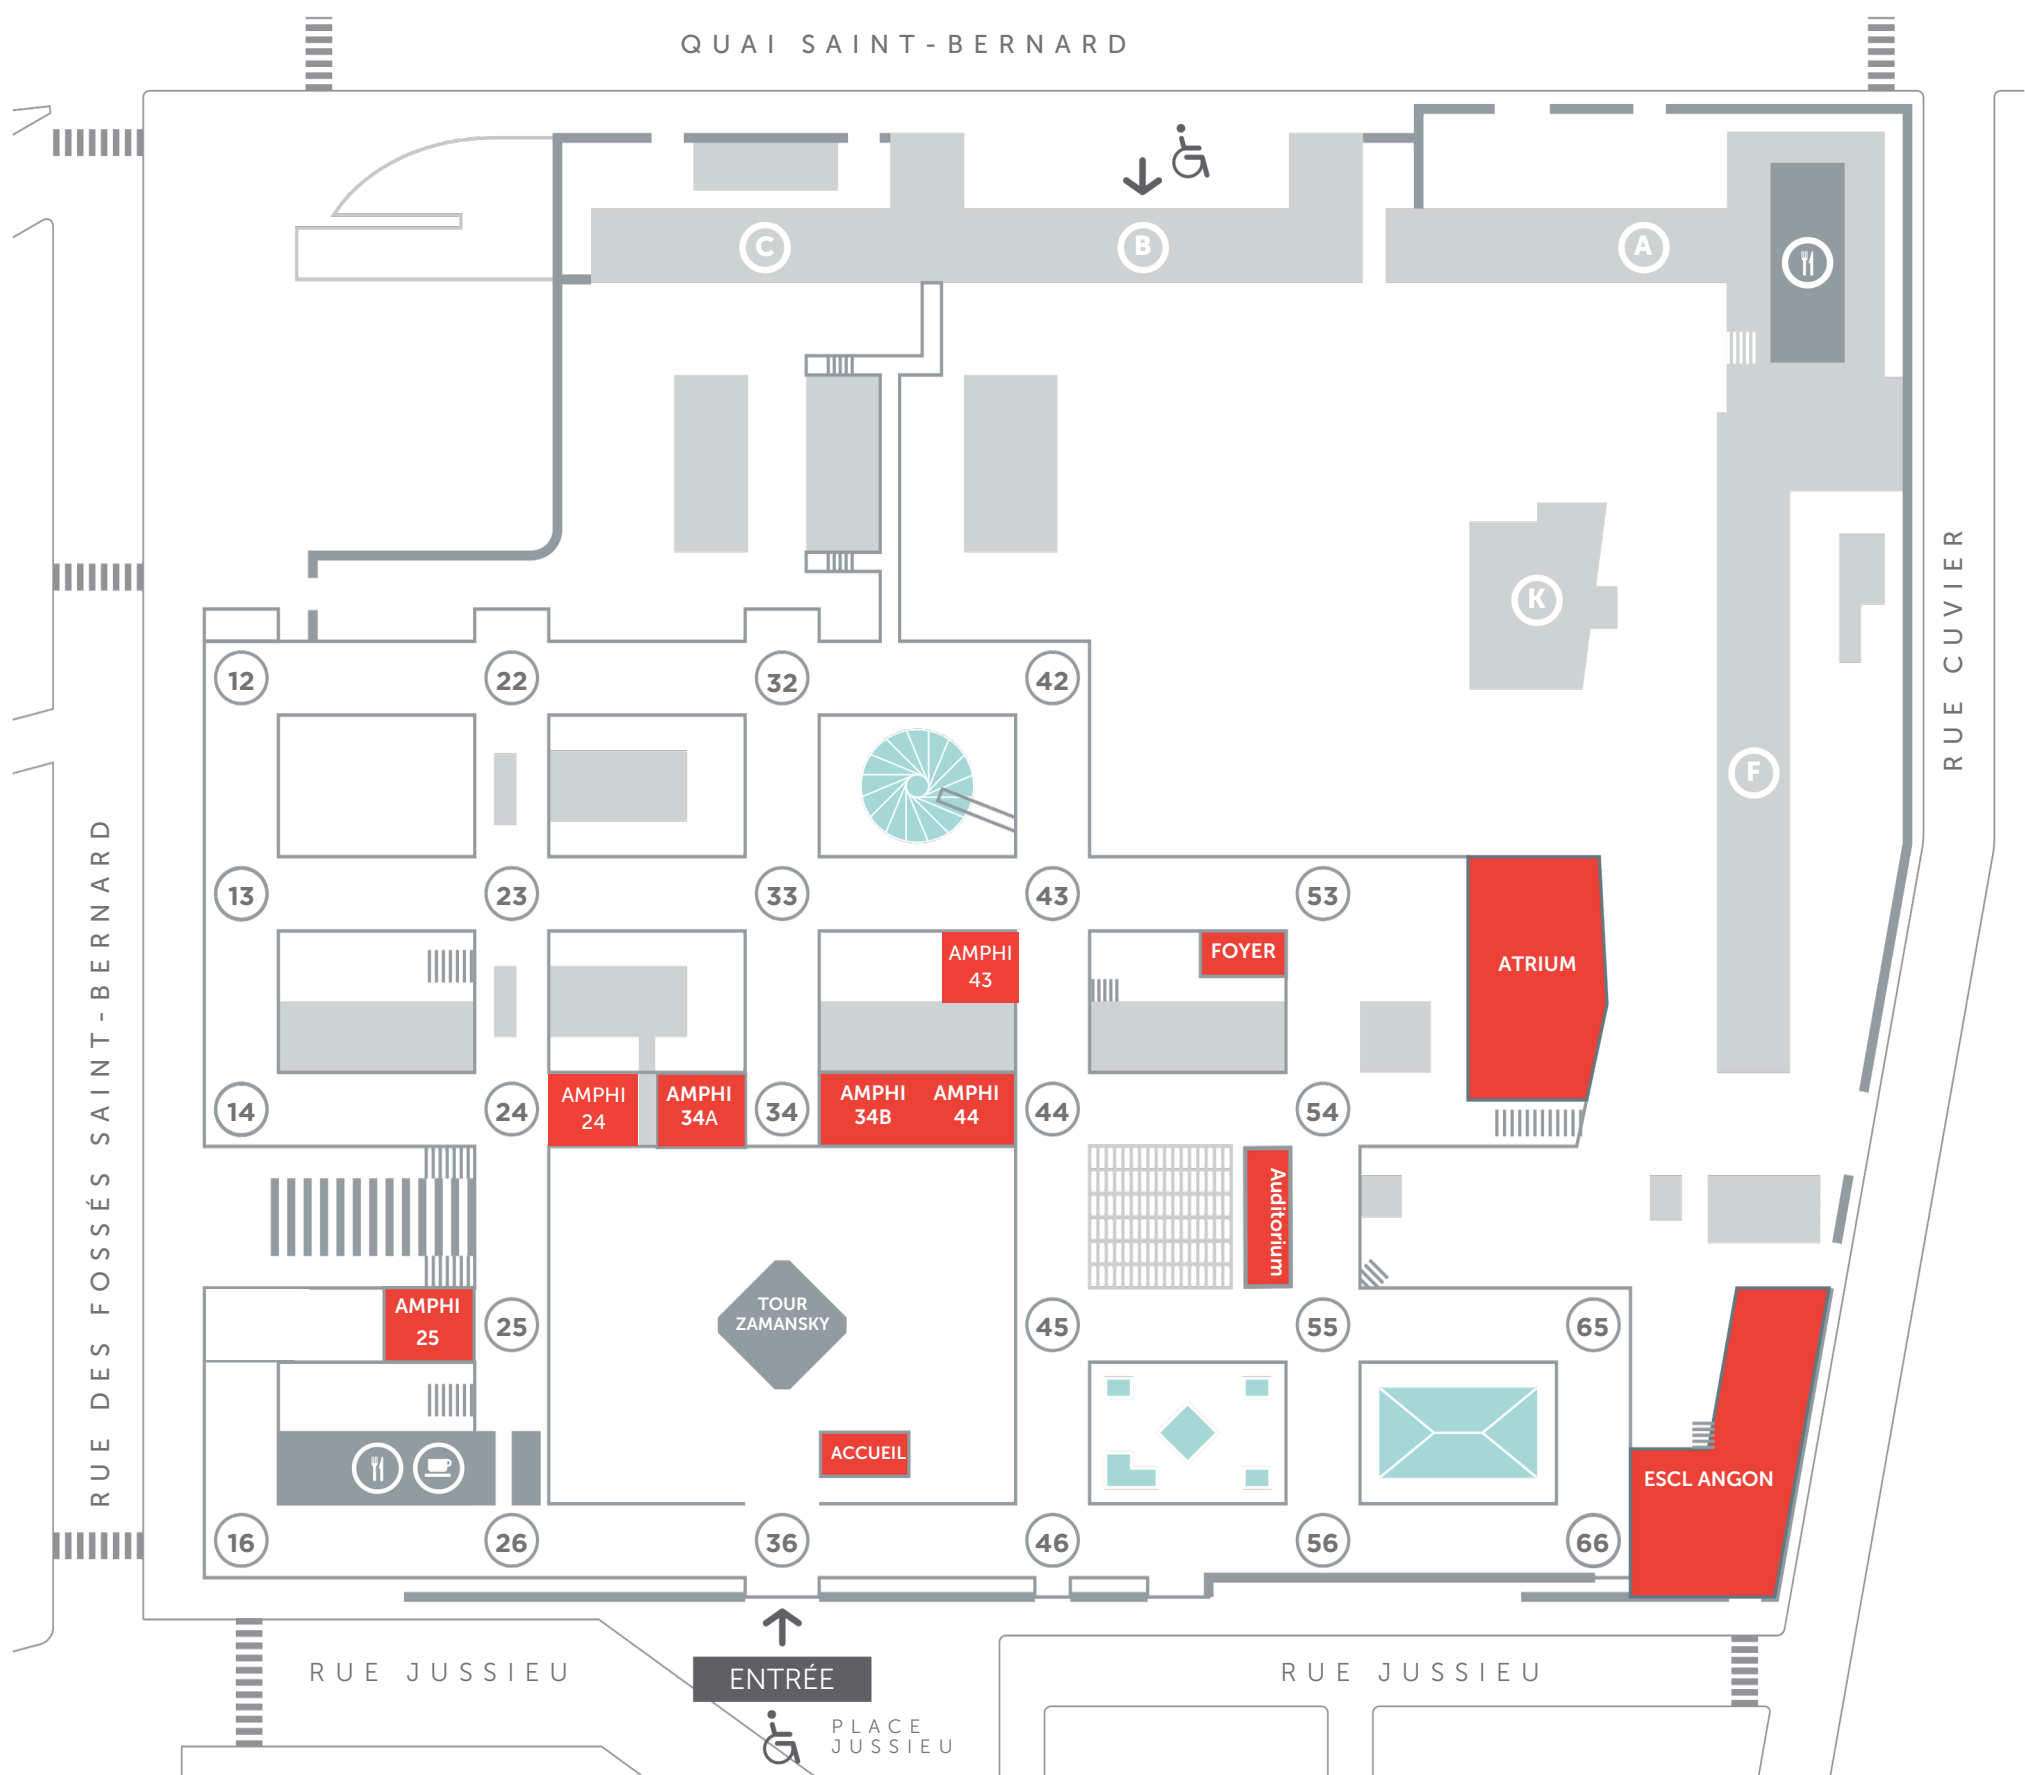 QUAI SAINT-BERNARD
C
B
A
K
RUE CUVIER
12
22
32
42
F
RUE DES FOSSÉS SAINT-BERNARD
13
23
33
43
53
AMPHI
43
FOYER
ATRIUM
14
24
AMPHI
24
AMPHI
34A
34
AMPHI
34B
AMPHI
44
44
54
Auditorium
AMPHI
25
25
TOUR
ZAMANSKY
45
55
65
ACCUEIL
ESCL ANGON
16
26
36
46
56
66
RUE JUSSIEU
ENTRÉE
RUE JUSSIEU
PLACE
JUSSIEU